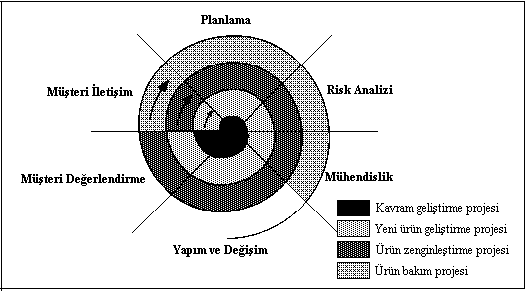 Planlama
Müşteri İletişim
Risk Analizi
Müşteri Değerlendirme
Mühendislik
Yapım ve Değişim
Kavram geliştirme projesi
Yeni ürün geliştirme projesi
Ürün zenginleştirme projesi
Ürün bakım projesi